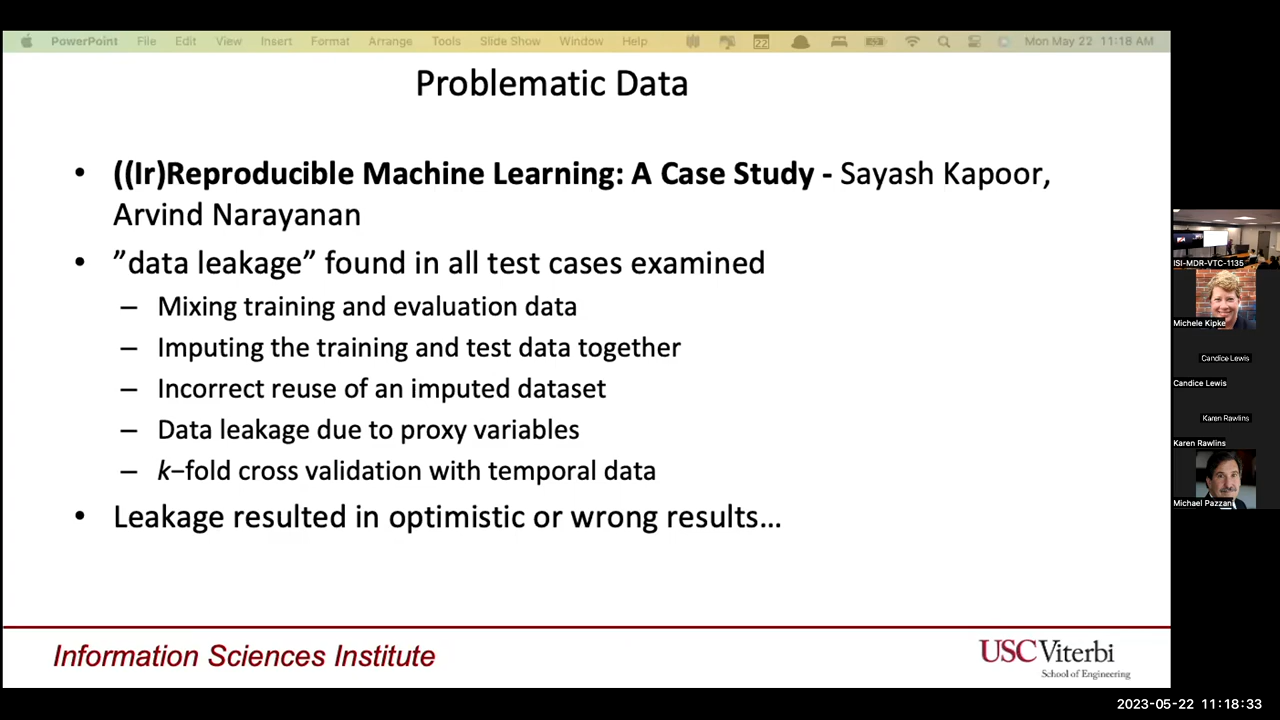 PowerPoint File Edit View Insert Format Arrange Tools Slide Show Window Help 22 Mon May 22 11:18 AM
Problematic Data
• ((Ir)Reproducible Machine Learning: A Case Study - Sayash Kapoor,
Arvind Narayanan
• ”data leakage” found in all test cases examined
– Mixing training and evaluation data
– Imputing the training and test data together
– Incorrect reuse of an imputed dataset
– Data leakage due to proxy variables
– k–fold cross validation with temporal data
• Leakage resulted in optimistic or wrong results...
Information Sciences Institute
USC Viterbi
School of Engineering
ISI-MDR-VTC-1135
Michele Kipke
Candice Lewis
Candice Lewis
Karen Rawlins
Karen Rawlins
Michael Pazzani
2023-05-22 11:18:33